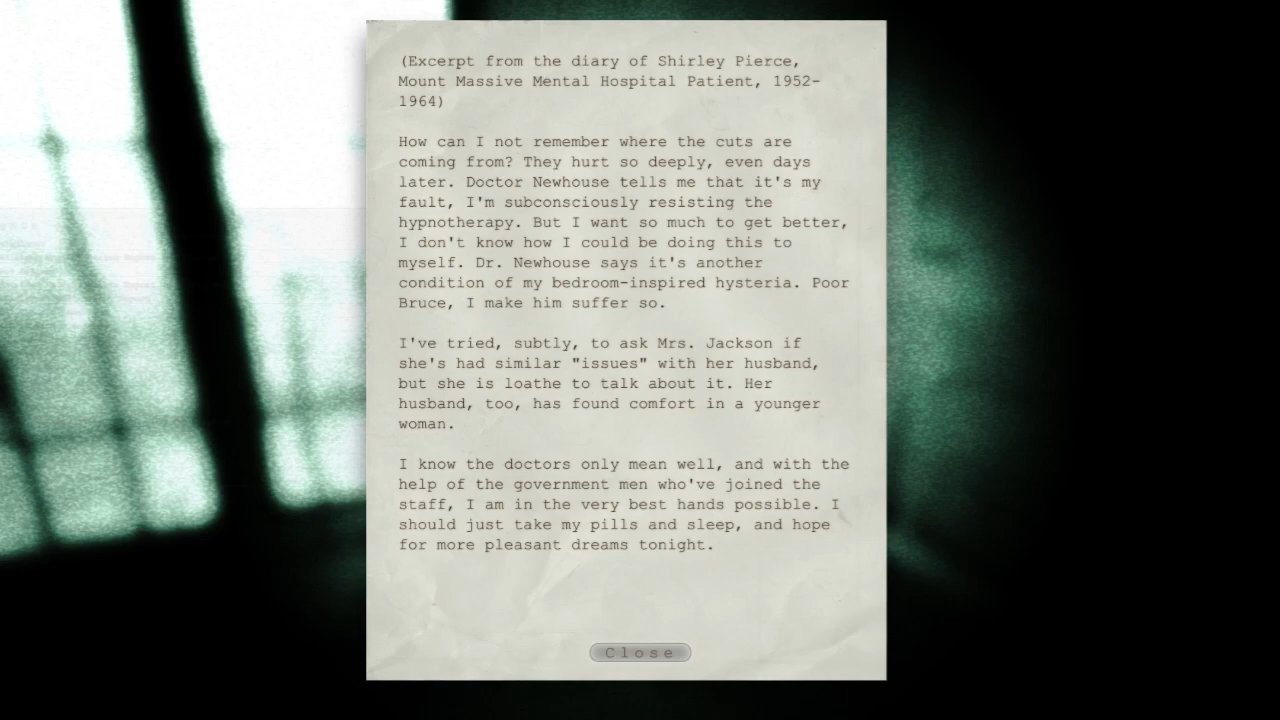 (Excerpt from the diary of Shirley Pierce,
Mount Massive Mental Hospital Patient, 1952-
1964)
How can I not remember where the cuts are
coming from? They hurt so deeply, even days
later. Doctor Newhouse tells me that it's my
fault, I'm subconsciously resisting the
hypnotherapy. But I want so much to get better,
I don't know how I could be doing this to
myself. Dr. Newhouse says it's another
condition of my bedroom-inspired hysteria. Poor
Bruce, I make him suffer so.
I've tried, subtly, to ask Mrs. Jackson if
she's had similar "issues" with her husband,
but she is loathe to talk about it. Her
husband, too, has found comfort in a younger
woman.
I know the doctors only mean well, and with the
help of the government men who've joined the
staff, I am in the very best hands possible. I
should just take my pills and sleep, and hope
for more pleasant dreams tonight.
Close